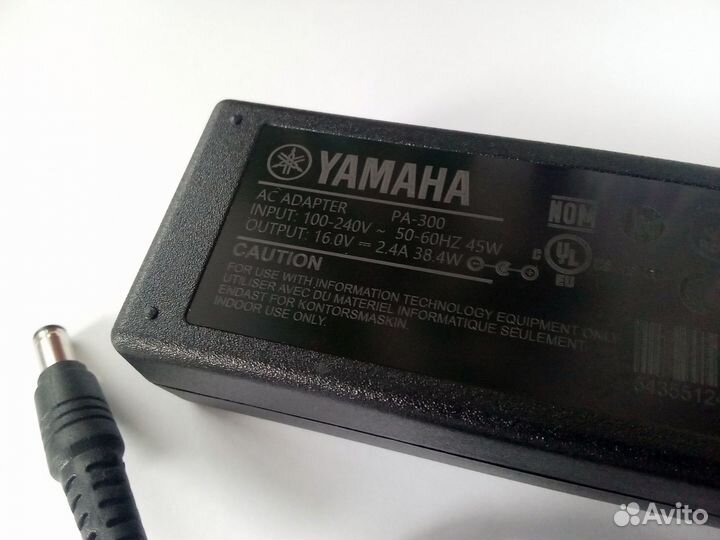 YAMAHA
AC ADAPTER PA-300
INPUT: 100-240V ~ 50-60HZ 45W
OUTPUT: 16.0V ⎓ 2.4A 38.4W
CAUTION
FOR USE WITH INFORMATION TECHNOLOGY EQUIPMENT ONLY
UTILISER AVEC DU MATERIEL INFORMATIQUE SEULEMENT.
ENDAST FOR KONTORSMASKIN.
INDOOR USE ONLY.
NOM
C UL
EU
Avito